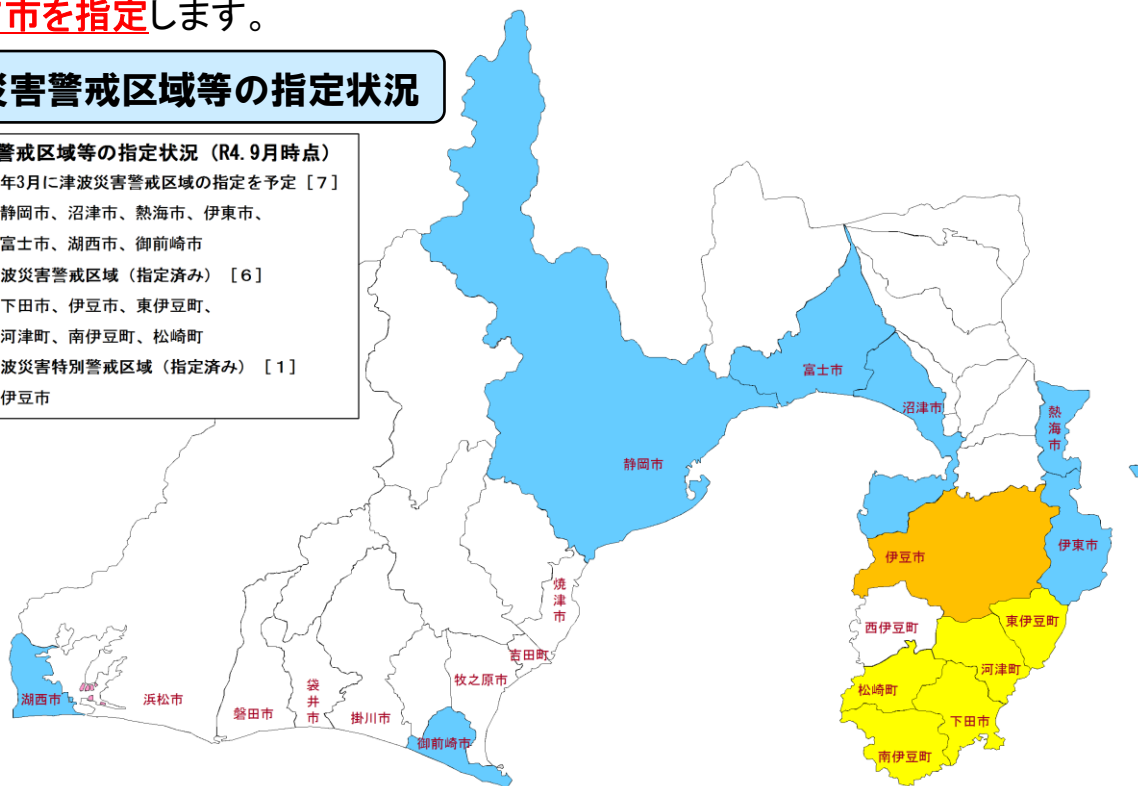 市を指定します。
害警戒区域等の指定状況
警戒区域等の指定状況（R4.9月時点）
年3月に津波災害警戒区域の指定を予定［７］
静岡市、沼津市、熱海市、伊東市、
富士市、湖西市、御前崎市
波災害警戒区域（指定済み）［６］
下田市、伊豆市、東伊豆町、
河津町、南伊豆町、松崎町
波災害特別警戒区域（指定済み）［１］
伊豆市
富士市
沼津市
熱海市
静岡市
伊豆市
伊東市
焼津市
西伊豆町
東伊豆町
吉田町
牧之原市
河津町
松崎町
湖西市
浜松市
磐田市
袋井市
掛川市
下田市
御前崎市
南伊豆町